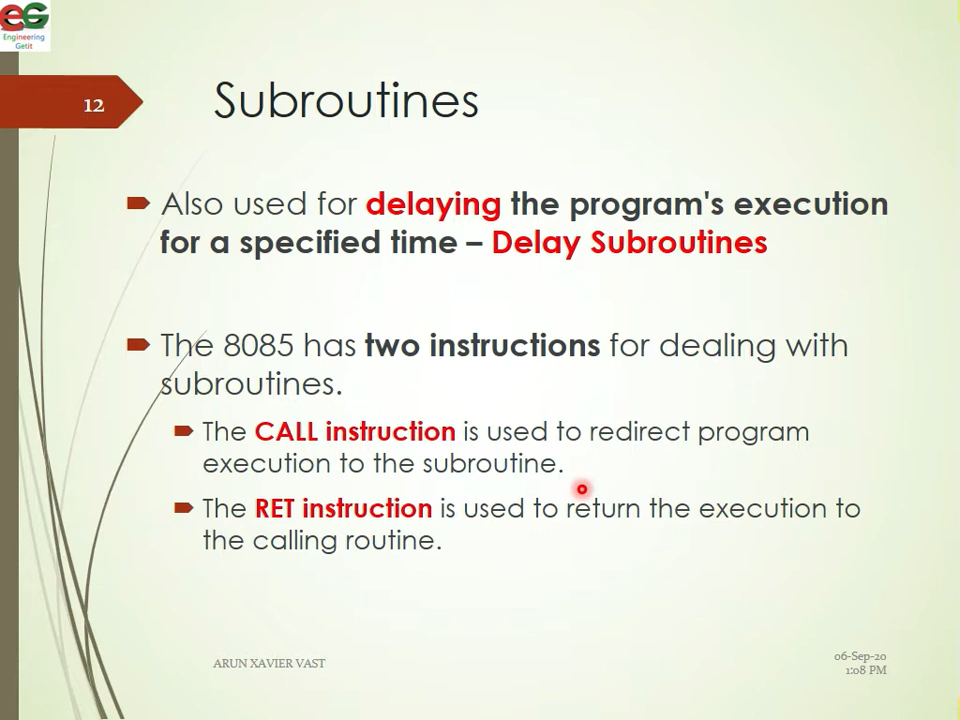 EG
Engineering
Getit
12
Subroutines
Also used for delaying the program's execution
for a specified time – Delay Subroutines
The 8085 has two instructions for dealing with
subroutines.
The CALL instruction is used to redirect program
execution to the subroutine.
The RET instruction is used to return the execution to
the calling routine.
ARUN XAVIER VAST
06-Sep-20
1:08 PM